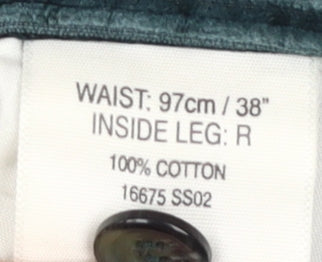 WAIST: 97cm / 38"
INSIDE LEG: R
100% COTTON
16675 SS02